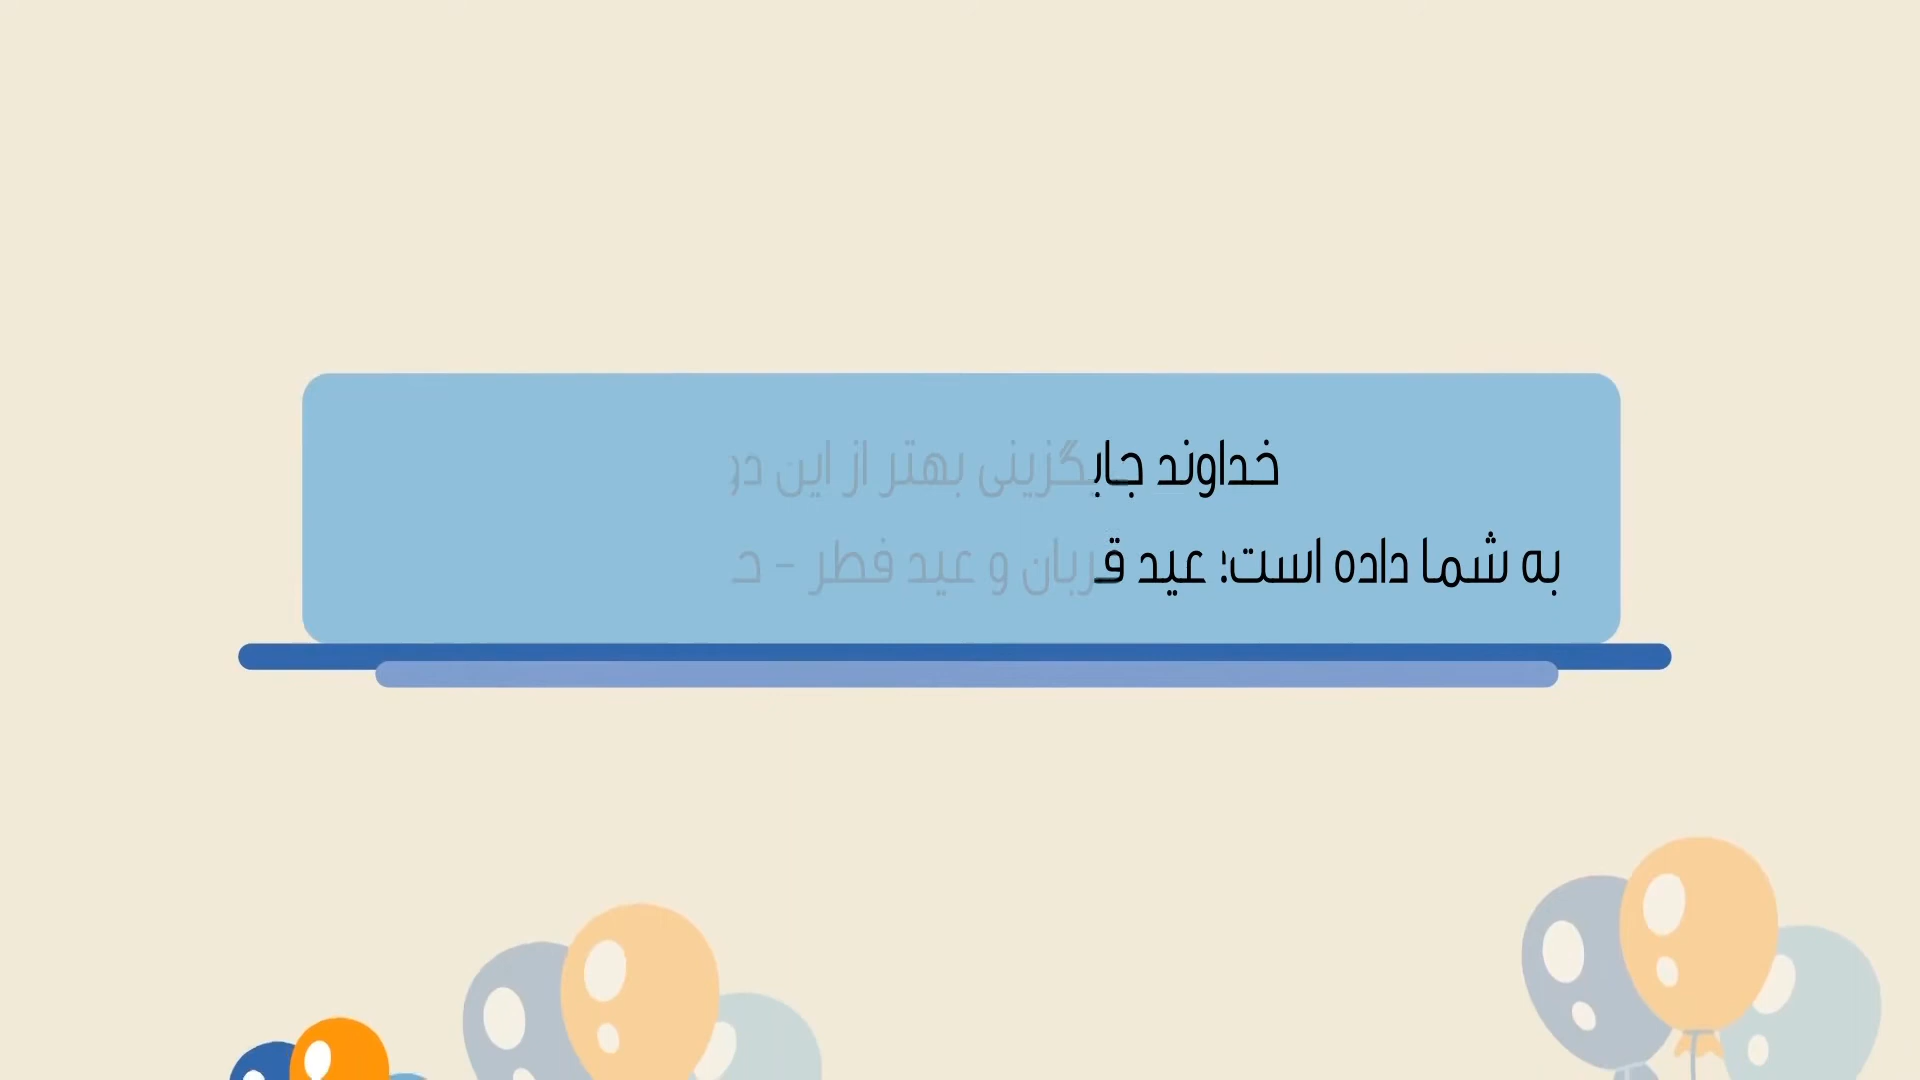 خداوند جایگزینی بهتر از این دو
به شما داده است؛ عید قربان و عید فطر -